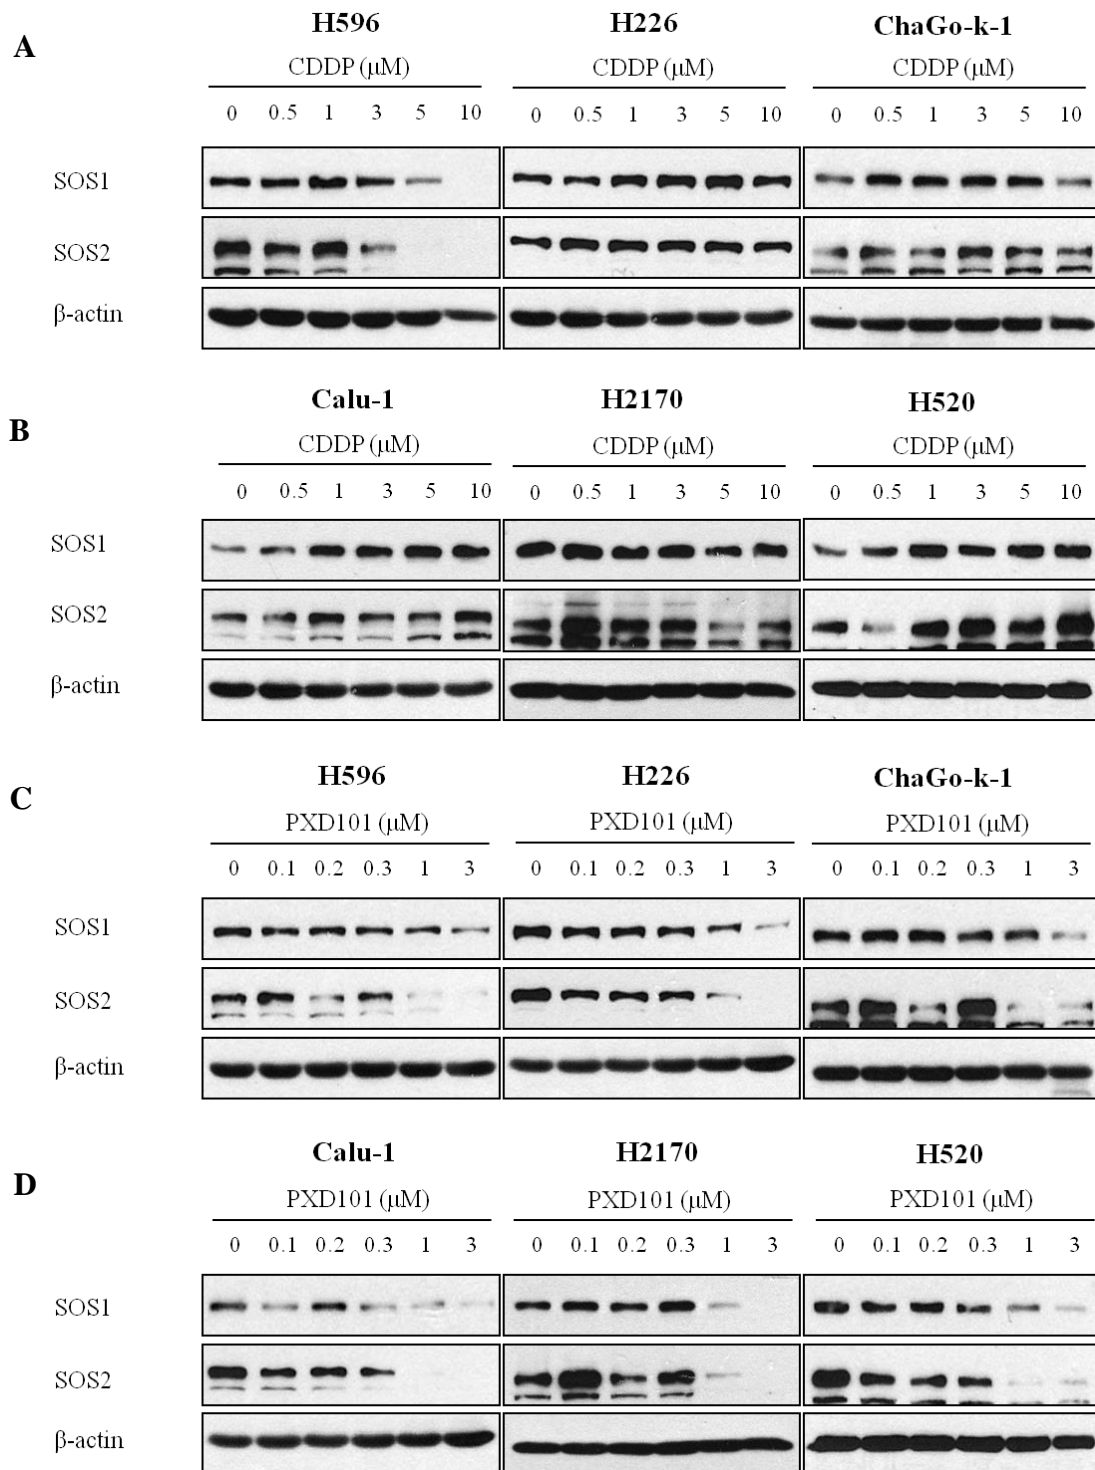 A
H596 H226 ChaGo-k-1
CDDP (μM) CDDP (μM) CDDP (μM)
0 0.5 1 3 5 10 0 0.5 1 3 5 10 0 0.5 1 3 5 10
SOS1
SOS2
β-actin
B
Calu-1 H2170 H520
CDDP (μM) CDDP (μM) CDDP (μM)
0 0.5 1 3 5 10 0 0.5 1 3 5 10 0 0.5 1 3 5 10
SOS1
SOS2
β-actin
C
H596 H226 ChaGo-k-1
PXD101 (μM) PXD101 (μM) PXD101 (μM)
0 0.1 0.2 0.3 1 3 0 0.1 0.2 0.3 1 3 0 0.1 0.2 0.3 1 3
SOS1
SOS2
β-actin
D
Calu-1 H2170 H520
PXD101 (μM) PXD101 (μM) PXD101 (μM)
0 0.1 0.2 0.3 1 3 0 0.1 0.2 0.3 1 3 0 0.1 0.2 0.3 1 3
SOS1
SOS2
β-actin